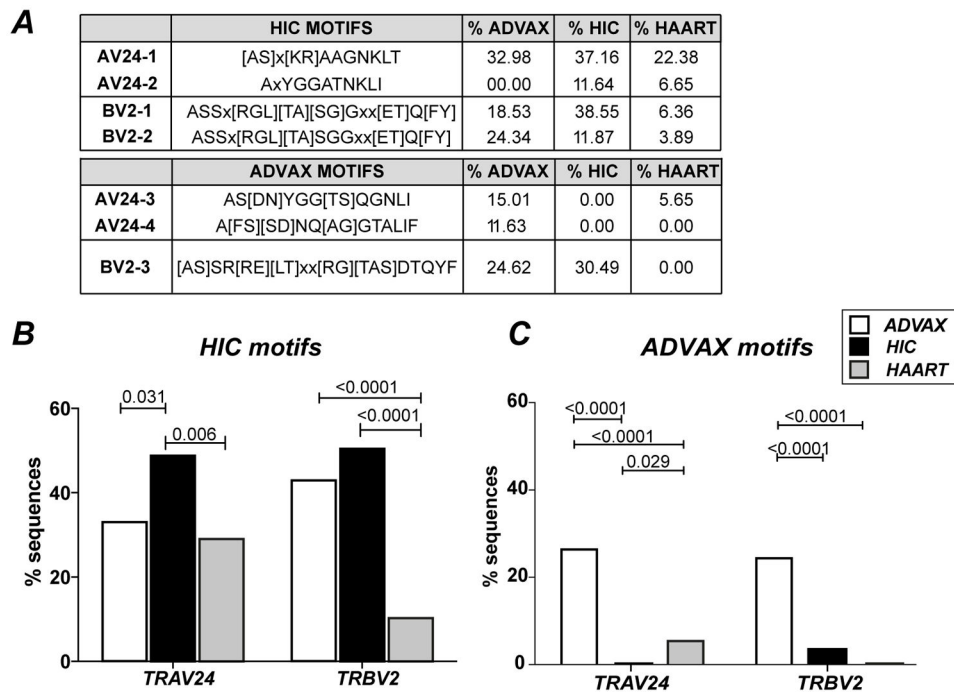 A
HIC MOTIFS % ADVAX % HIC % HAART
AV24-1 [AS]x[KR]AAGNKLT 32.98 37.16 22.38
AV24-2 AxYGGATNKLI 00.00 11.64 6.65
BV2-1 ASSx[RGL][TA][SG]Gxx[ET]Q[FY] 18.53 38.55 6.36
BV2-2 ASSx[RGL][TA]SGGxx[ET]Q[FY] 24.34 11.87 3.89
ADVAX MOTIFS % ADVAX % HIC % HAART
AV24-3 AS[DN]YGG[TS]QGNLI 15.01 0.00 5.65
AV24-4 A[FS][SD]NQ[AG]GTALIF 11.63 0.00 0.00
BV2-3 [AS]SR[RE][LT]xx[RG][TAS]DTQYF 24.62 30.49 0.00
B
HIC motifs
% sequences
60
40
20
0
0.031
0.006
<0.0001
<0.0001
TRAV24 TRBV2
C
ADVAX motifs
ADVAX
HIC
HAART
% sequences
60
40
20
0
<0.0001
<0.0001
0.029
<0.0001
<0.0001
TRAV24 TRBV2